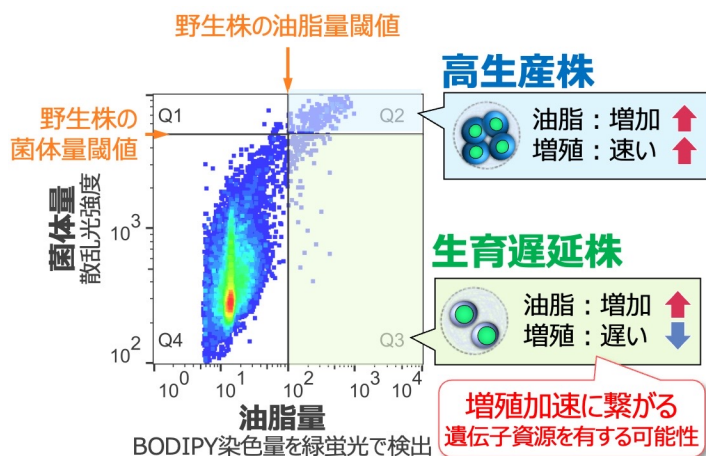 野生株の油脂量閾値
野生株の
菌体量閾値
Q1
Q2
Q4
Q3
菌体量
散乱光強度
10³
10²
10⁰
10¹
10²
10³
10⁴
油脂量
BODIPY染色量を緑蛍光で検出
高生産株
油脂：増加
増殖：速い
生育遅延株
油脂：増加
増殖：遅い
増殖加速に繋がる
遺伝子資源を有する可能性